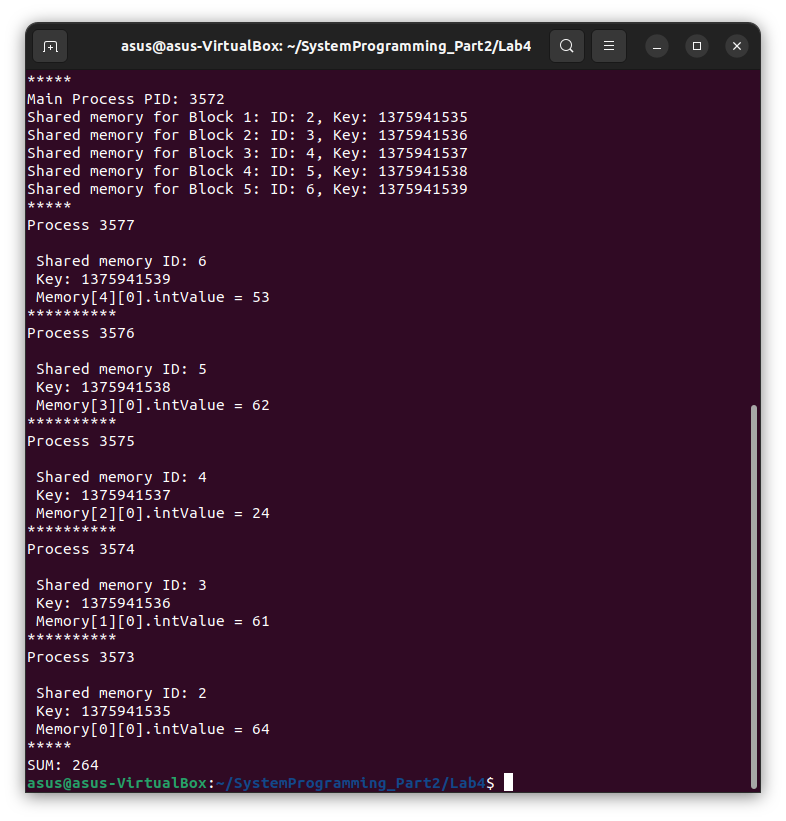 asus@asus-VirtualBox: ~/SystemProgramming_Part2/Lab4
*****
Main Process PID: 3572
Shared memory for Block 1: ID: 2, Key: 1375941535
Shared memory for Block 2: ID: 3, Key: 1375941536
Shared memory for Block 3: ID: 4, Key: 1375941537
Shared memory for Block 4: ID: 5, Key: 1375941538
Shared memory for Block 5: ID: 6, Key: 1375941539
*****
Process 3577
Shared memory ID: 6
Key: 1375941539
Memory[4][0].intValue = 53
**********
Process 3576
Shared memory ID: 5
Key: 1375941538
Memory[3][0].intValue = 62
**********
Process 3575
Shared memory ID: 4
Key: 1375941537
Memory[2][0].intValue = 24
**********
Process 3574
Shared memory ID: 3
Key: 1375941536
Memory[1][0].intValue = 61
**********
Process 3573
Shared memory ID: 2
Key: 1375941535
Memory[0][0].intValue = 64
*****
SUM: 264
asus@asus-VirtualBox:~/SystemProgramming_Part2/Lab4$